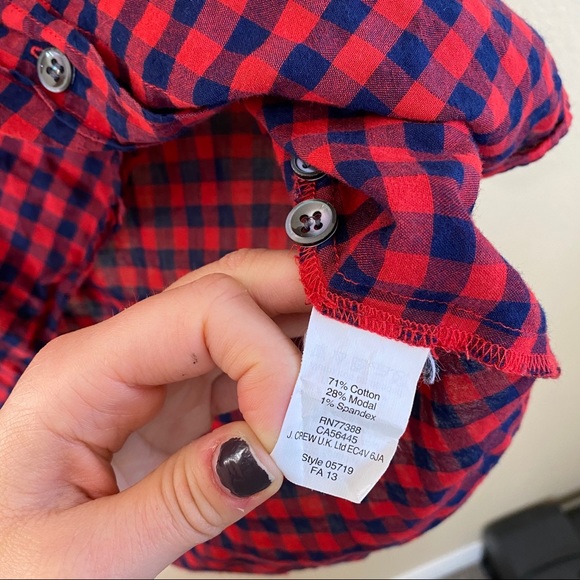 71% Cotton
28% Modal
1% Spandex
RN77388
CA56445
J. CREW U.K. Ltd EC4V 6JA
Style 05719
FA 13